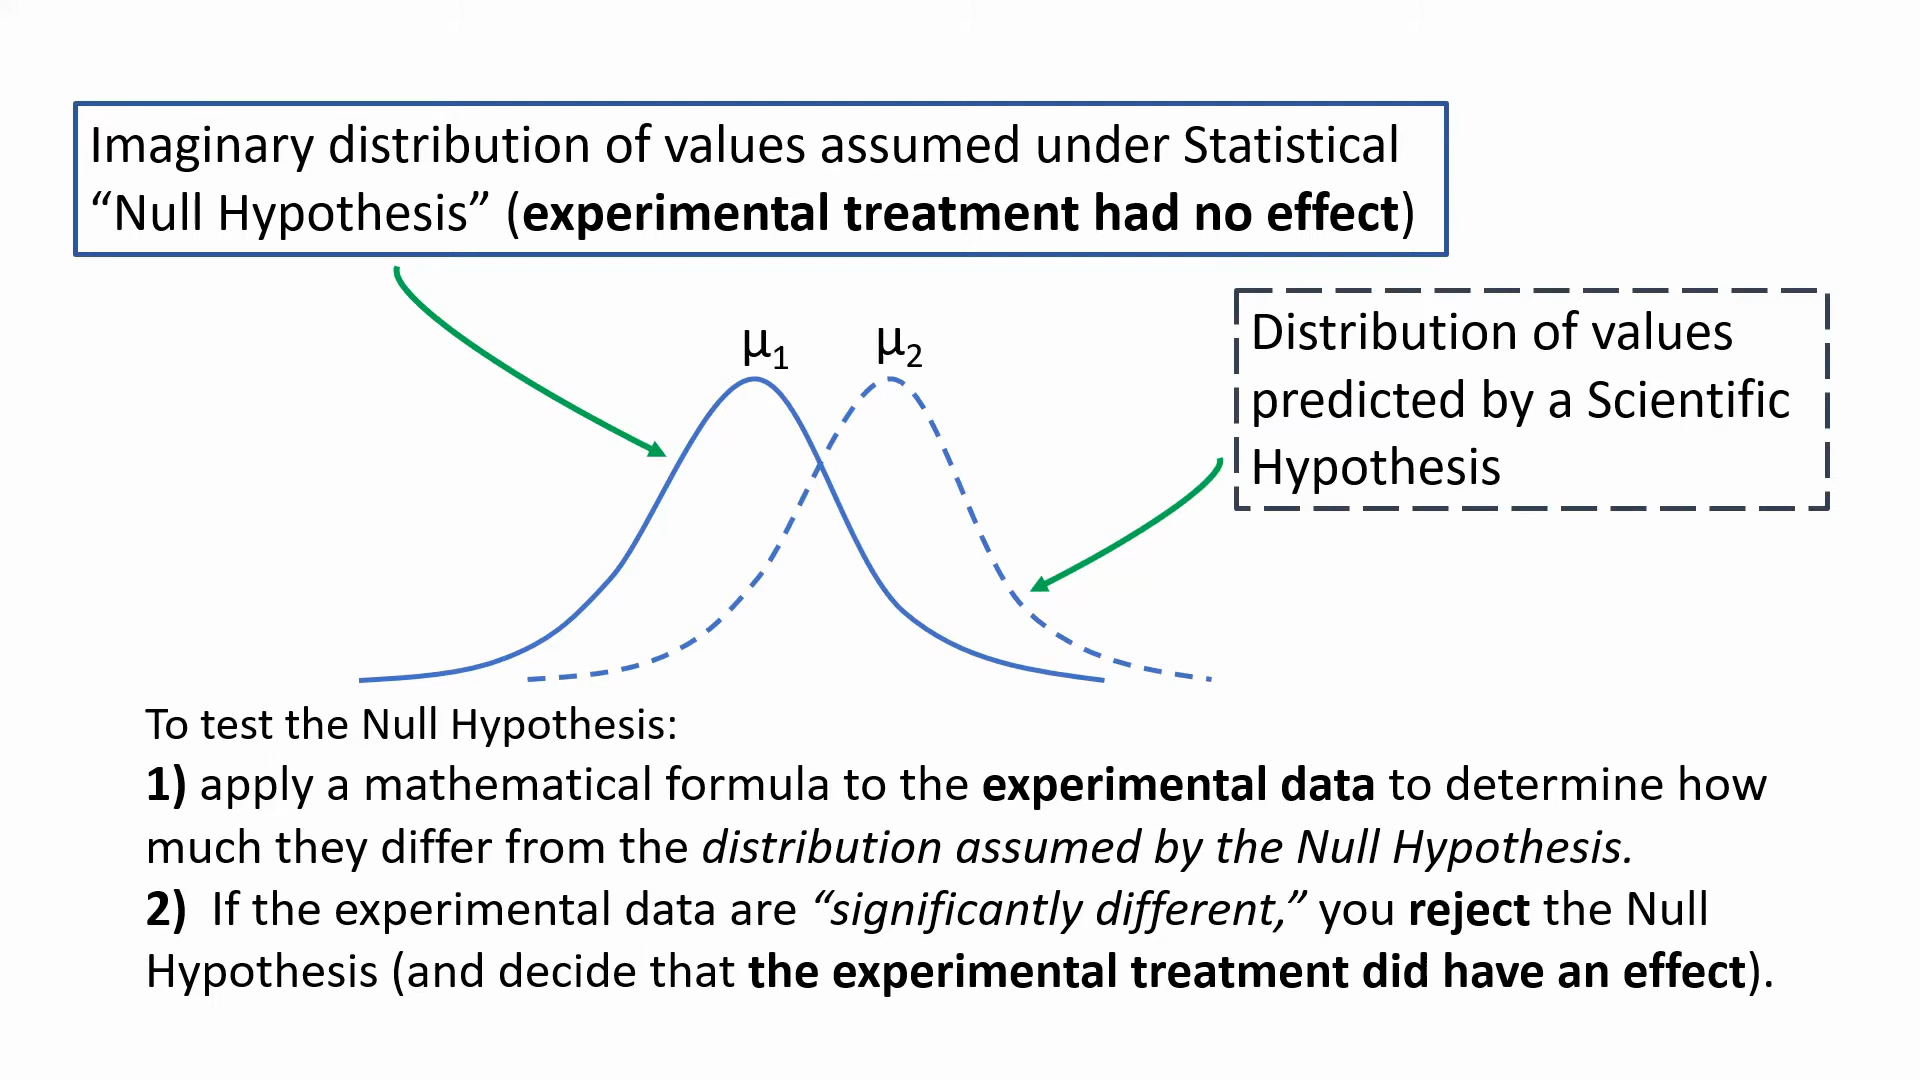 Imaginary distribution of values assumed under Statistical
“Null Hypothesis” (experimental treatment had no effect)
μ1
μ2
Distribution of values
predicted by a Scientific
Hypothesis
To test the Null Hypothesis:
1) apply a mathematical formula to the experimental data to determine how
much they differ from the distribution assumed by the Null Hypothesis.
2) If the experimental data are “significantly different,” you reject the Null
Hypothesis (and decide that the experimental treatment did have an effect).